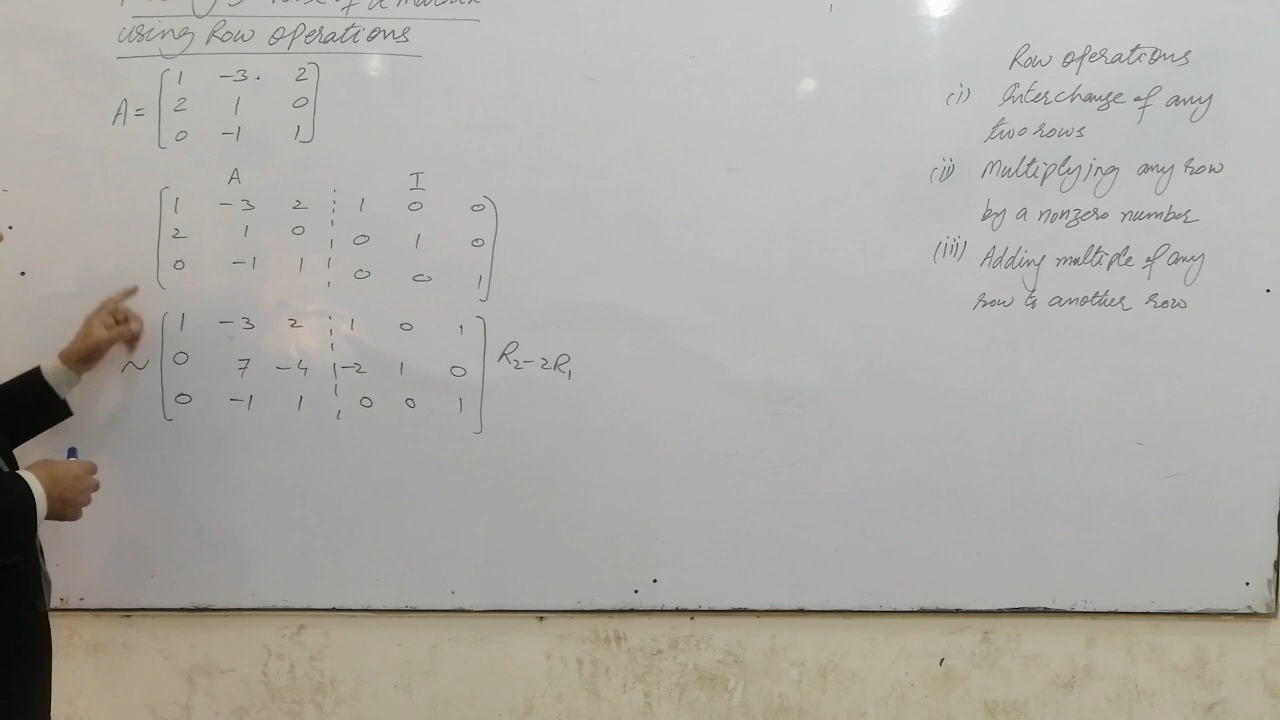 of a matrix
using Row operations
A = [ 1 -3 2 ]
[ 2 1 0 ]
[ 0 -1 1 ]
A I
[ 1 -3 2 ¦ 1 0 0 ]
[ 2 1 0 ¦ 0 1 0 ]
[ 0 -1 1 ¦ 0 0 1 ]
~ [ 1 -3 2 ¦ 1 0 1 ]
[ 0 7 -4 ¦ -2 1 0 ] R₂-2R₁
[ 0 -1 1 ¦ 0 0 1 ]
Row operations
(i) Interchange of any
two rows
(ii) Multiplying any row
by a nonzero number
(iii) Adding multiple of any
row to another row